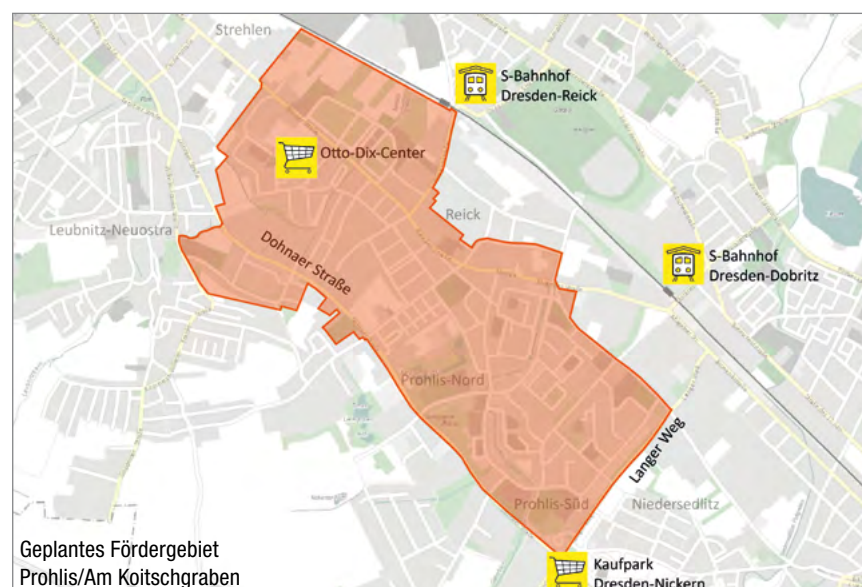 Strehlen
S-Bahnhof
Dresden-Reick
Otto-Dix-Center
Reick
Leubnitz-Neuostra
Dohnaer Straße
S-Bahnhof
Dresden-Dobritz
Prohlis-Nord
Langer Weg
Prohlis-Süd
Niedersedlitz
Geplantes Fördergebiet
Prohlis/Am Koitschgraben
Kaufpark
Dresden-Nickern